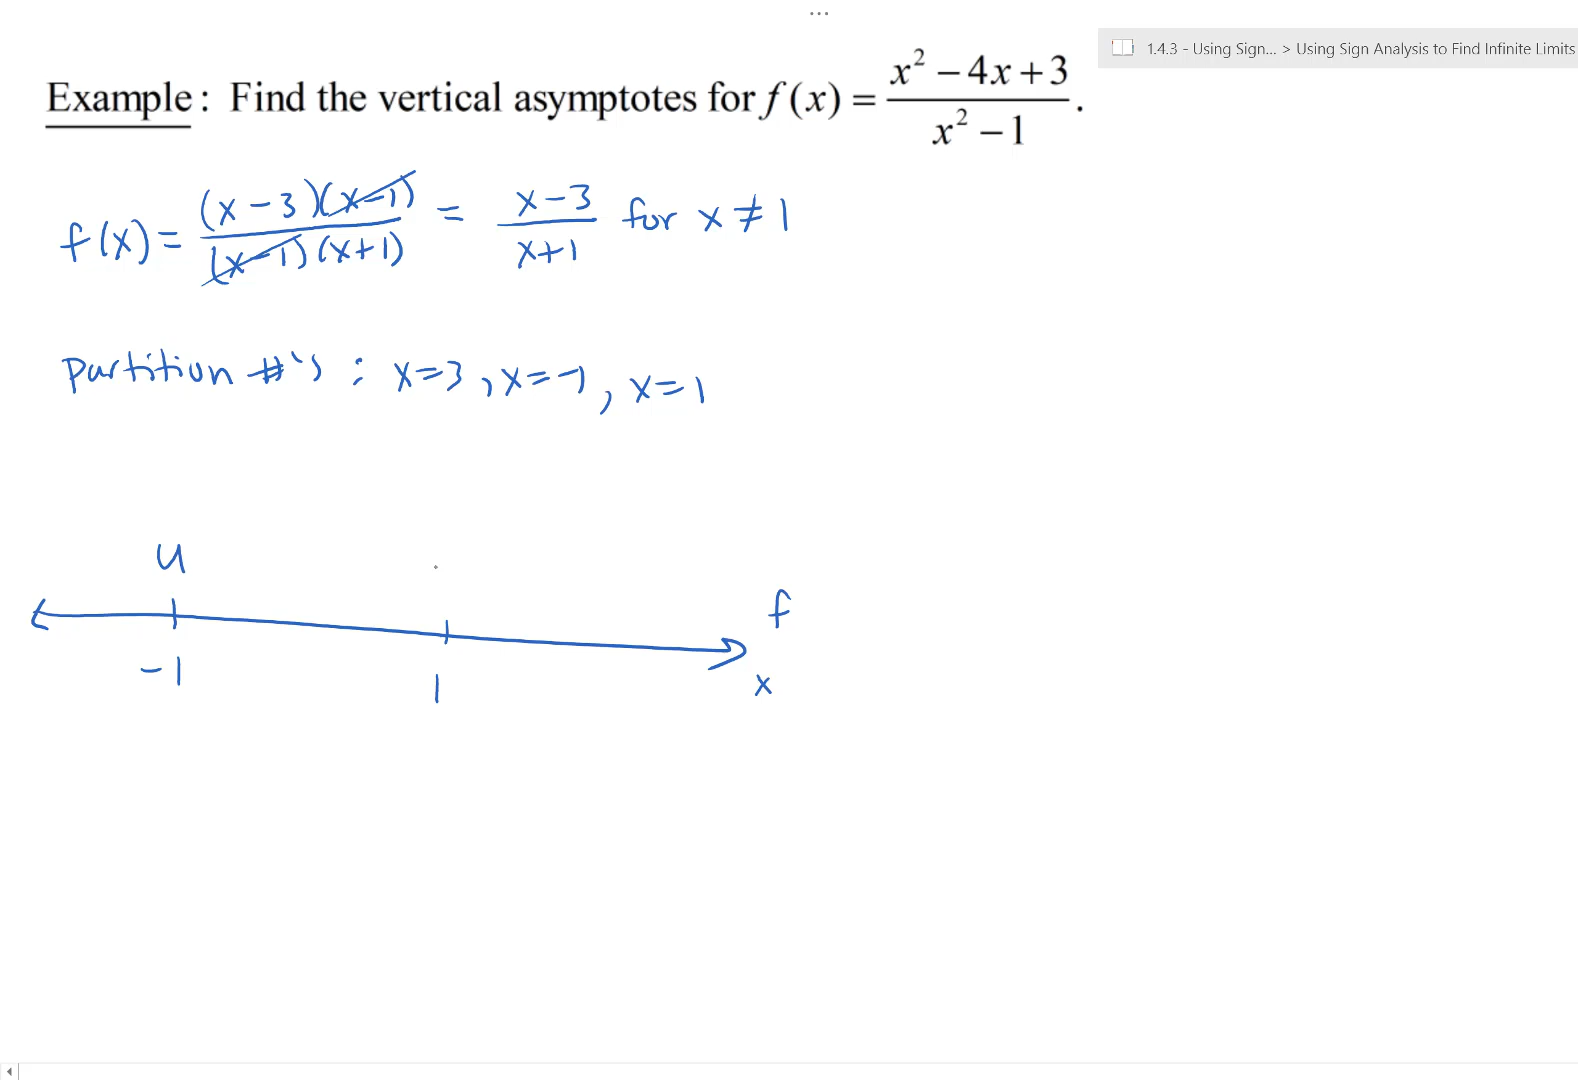 1.4.3 - Using Sign... > Using Sign Analysis to Find Infinite Limits
Example: Find the vertical asymptotes for f(x) = (x² − 4x + 3)/(x² − 1).
f(x) = (x-3)(x-1)/(x-1)(x+1) = x-3/x+1 for x ≠ 1
Partition #'s : x=3, x=-1, x=1
u
f
-1 1 x